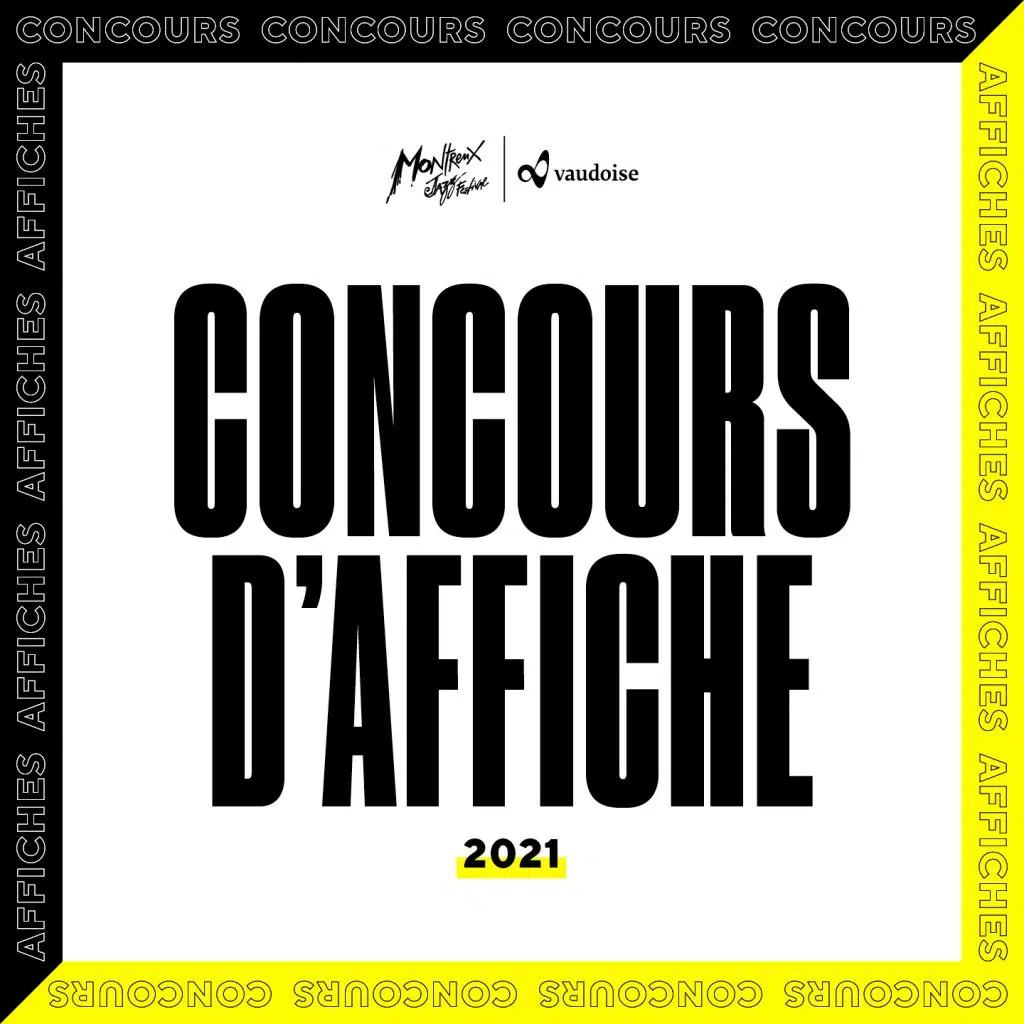 CONCOURS CONCOURS CONCOURS CONCOURS
AFFICHES AFFICHES AFFICHES AFFICHES
AFFICHES AFFICHES AFFICHES AFFICHES
Montreux
Jazz Festival
vaudoise
CONCOURS
D’AFFICHE
2021
CONCOURS CONCOURS CONCOURS CONCOURS